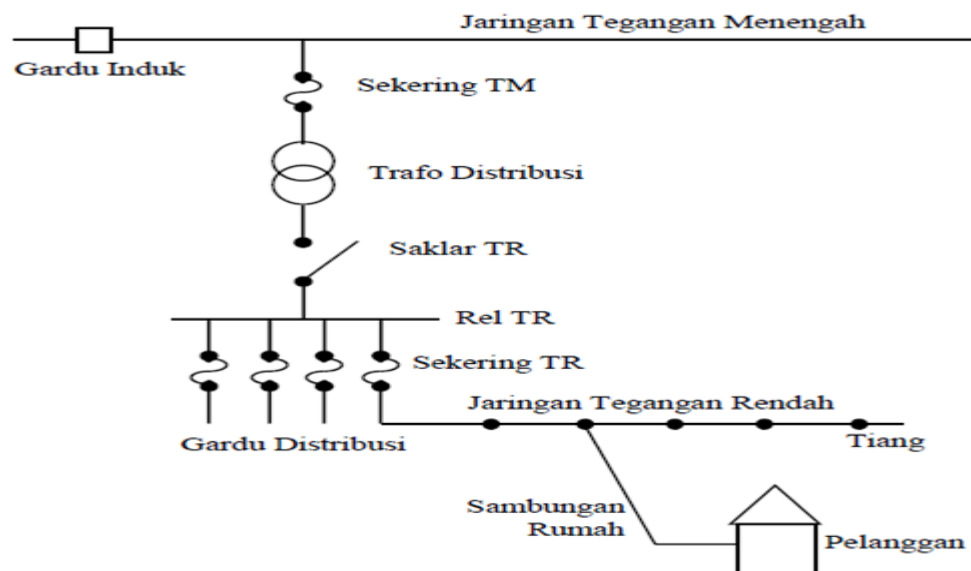 Jaringan Tegangan Menengah
Gardu Induk
Sekering TM
Trafo Distribusi
Saklar TR
Rel TR
Sekering TR
Jaringan Tegangan Rendah
Gardu Distribusi
Tiang
Sambungan
Rumah
Pelanggan